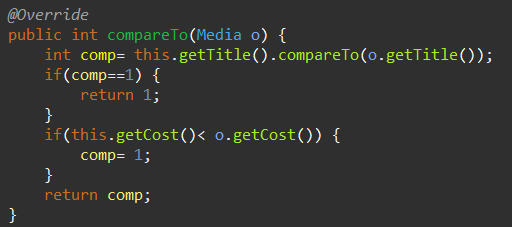 @Override
public int compareTo(Media o) {
    int comp= this.getTitle().compareTo(o.getTitle());
    if(comp==1) {
        return 1;
    }
    if(this.getCost()< o.getCost()) {
        comp= 1;
    }
    return comp;
}